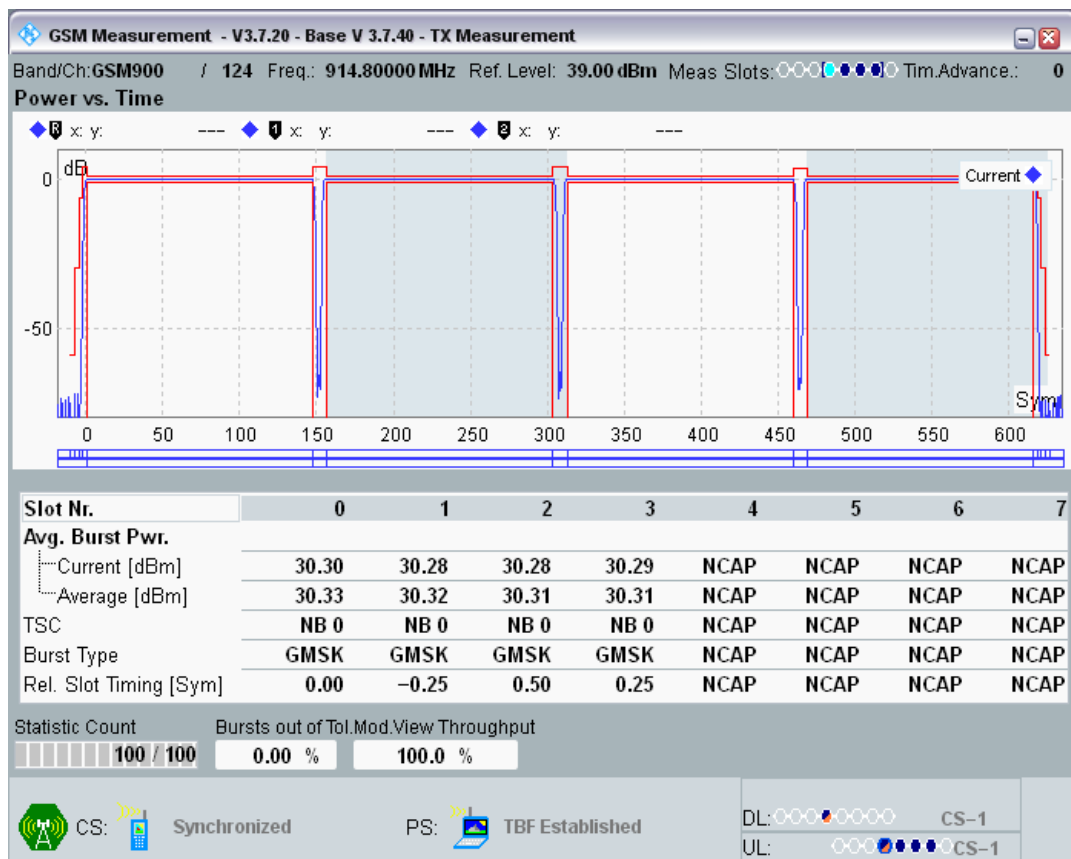 GSM Measurement - V3.7.20 - Base V 3.7.40 - TX Measurement
Band/Ch:GSM900 / 124 Freq.: 914.80000 MHz Ref. Level: 39.00 dBm Meas Slots: Tim.Advance.: 0
Power vs. Time
R x: y: --- 1 x: y: --- 2 x: y: ---
dB
Current
0
-50
Sym
0 50 100 150 200 250 300 350 400 450 500 550 600
Slot Nr. 0 1 2 3 4 5 6 7
Avg. Burst Pwr.
Current [dBm] 30.30 30.28 30.28 30.29 NCAP NCAP NCAP NCAP
Average [dBm] 30.33 30.32 30.31 30.31 NCAP NCAP NCAP NCAP
TSC NB 0 NB 0 NB 0 NB 0 NCAP NCAP NCAP NCAP
Burst Type GMSK GMSK GMSK GMSK NCAP NCAP NCAP NCAP
Rel. Slot Timing [Sym] 0.00 −0.25 0.50 0.25 NCAP NCAP NCAP NCAP
Statistic Count Bursts out of Tol.Mod.View Throughput
100 / 100 0.00 % 100.0 %
CS: Synchronized PS: TBF Established
DL: CS−1
UL: CS−1